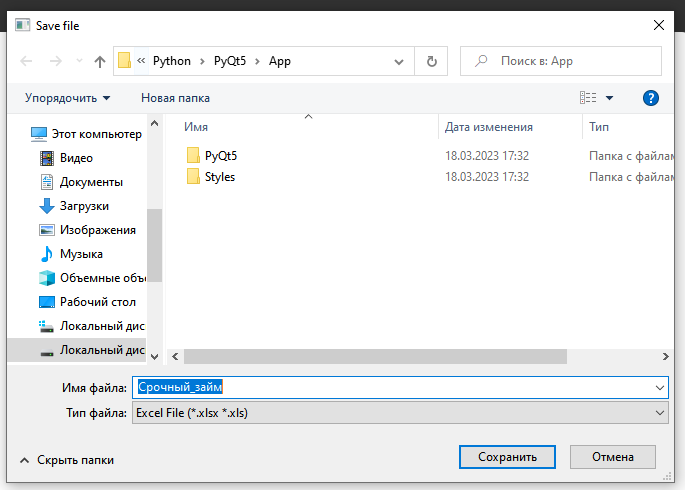 Save file
« Python > PyQt5 > App
Поиск в: App
Упорядочить
Новая папка
?
Имя
Дата изменения
Тип
Этот компьютер
Видео
Документы
Загрузки
Изображения
Музыка
Объемные объе
Рабочий стол
Локальный дис
Локальный дис
PyQt5
18.03.2023 17:32
Папка с файлам
Styles
18.03.2023 17:32
Папка с файлам
Имя файла: Срочный_займ
Тип файла: Excel File (*.xlsx *.xls)
Скрыть папки
Сохранить
Отмена